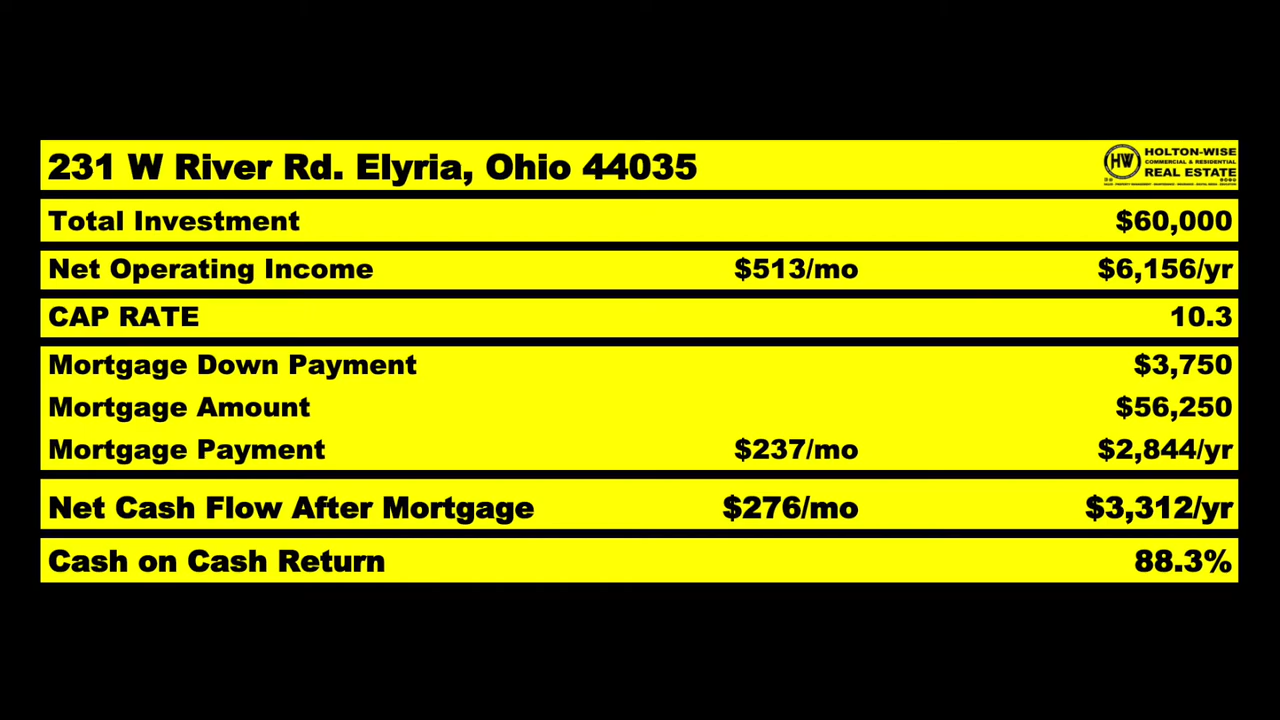 231 W River Rd. Elyria, Ohio 44035
HW
HOLTON-WISE
COMMERCIAL & RESIDENTIAL
REAL ESTATE
Total Investment $60,000
Net Operating Income $513/mo $6,156/yr
CAP RATE 10.3
Mortgage Down Payment $3,750
Mortgage Amount $56,250
Mortgage Payment $237/mo $2,844/yr
Net Cash Flow After Mortgage $276/mo $3,312/yr
Cash on Cash Return 88.3%